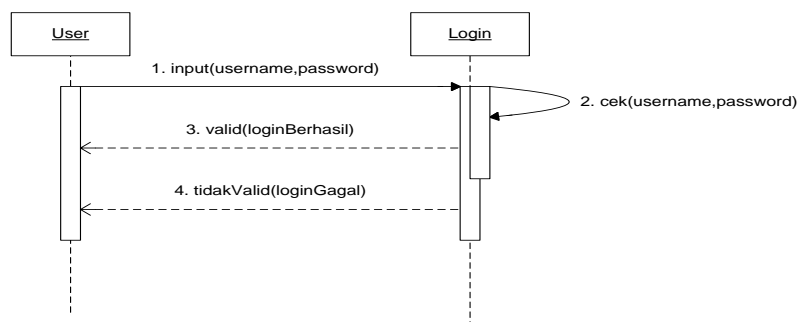 User
Login
1. input(username,password)
2. cek(username,password)
3. valid(loginBerhasil)
4. tidakValid(loginGagal)